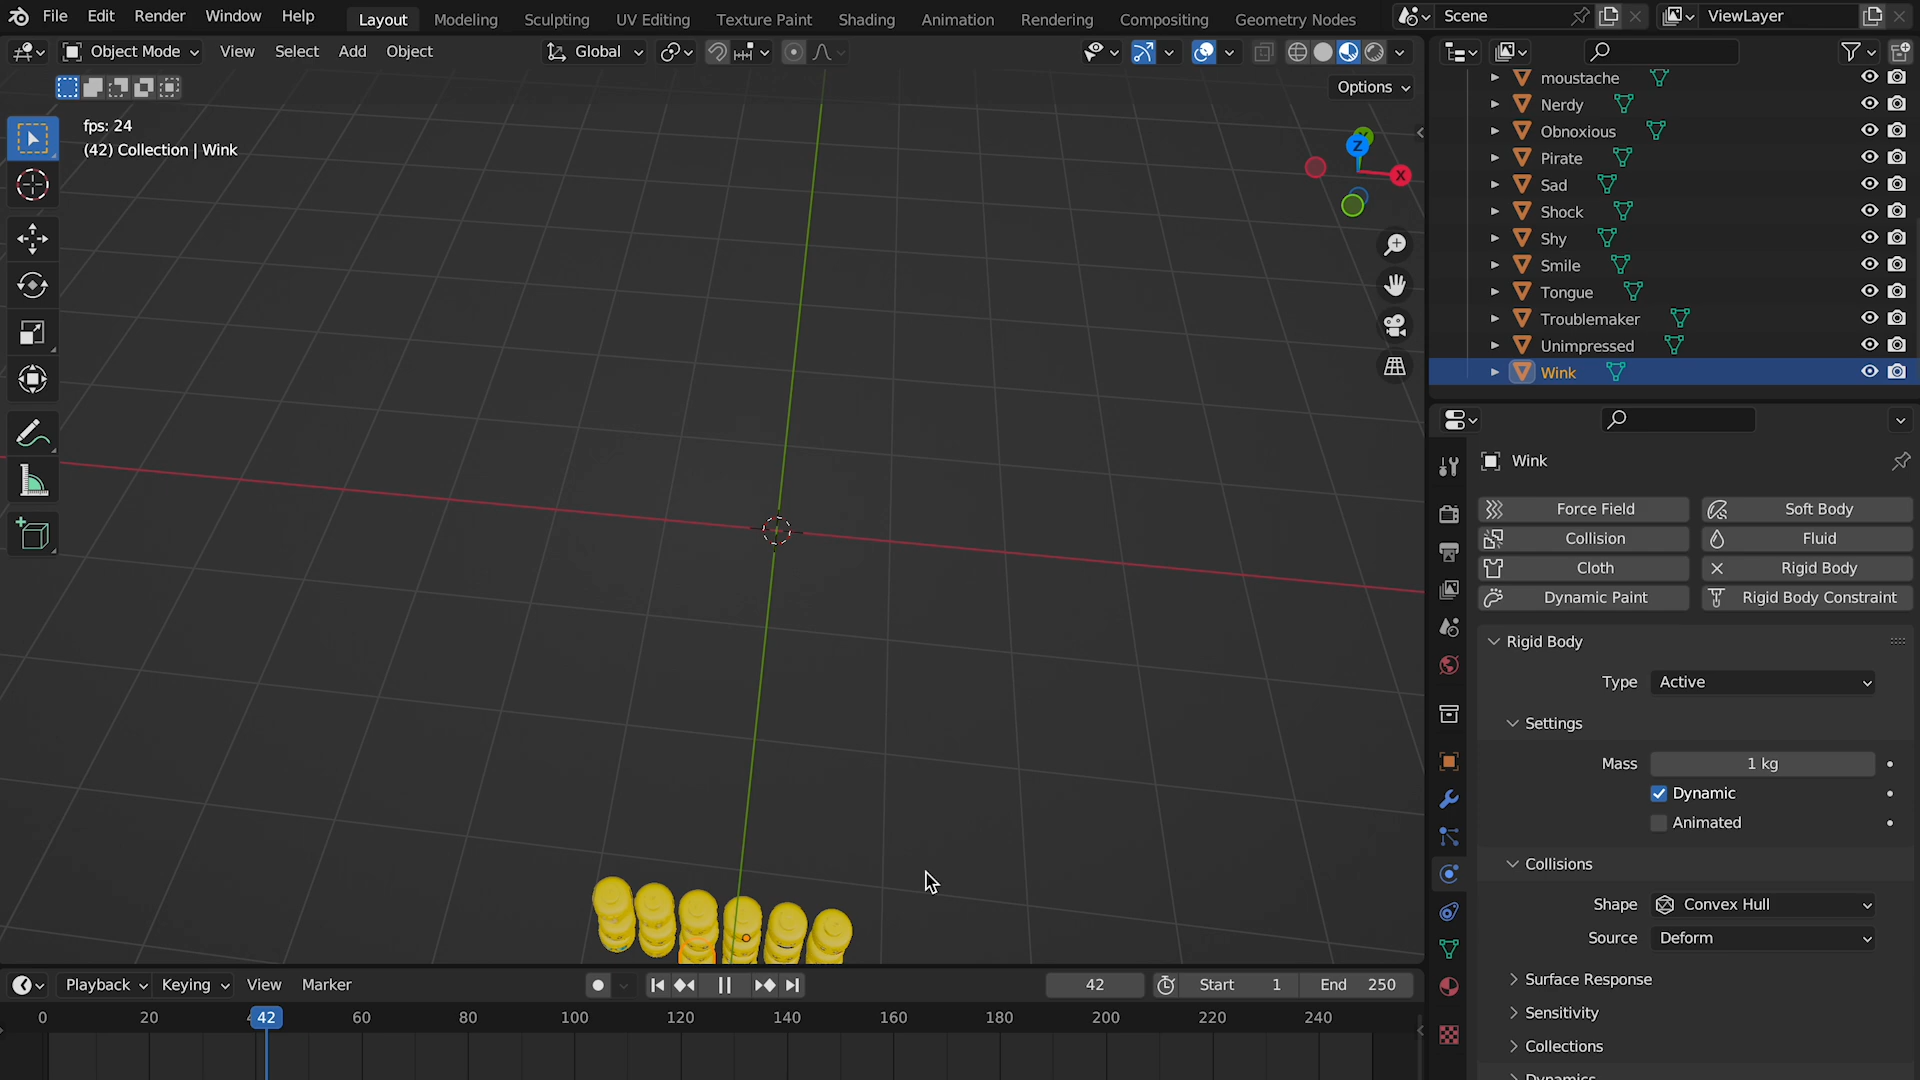 File Edit Render Window Help Layout Modeling Sculpting UV Editing Texture Paint Shading Animation Rendering Compositing Geometry Nodes Scene ViewLayer
Object Mode View Select Add Object Global
Options
fps: 24
(42) Collection | Wink
Z
X
moustache
Nerdy
Obnoxious
Pirate
Sad
Shock
Shy
Smile
Tongue
Troublemaker
Unimpressed
Wink
Wink
Force Field Soft Body
Collision Fluid
Cloth Rigid Body
Dynamic Paint Rigid Body Constraint
Rigid Body
Type Active
Settings
Mass 1 kg
Dynamic
Animated
Collisions
Shape Convex Hull
Source Deform
Surface Response
Sensitivity
Collections
Dynamics
Playback Keying View Marker 42 Start 1 End 250
0 20 42 60 80 100 120 140 160 180 200 220 240